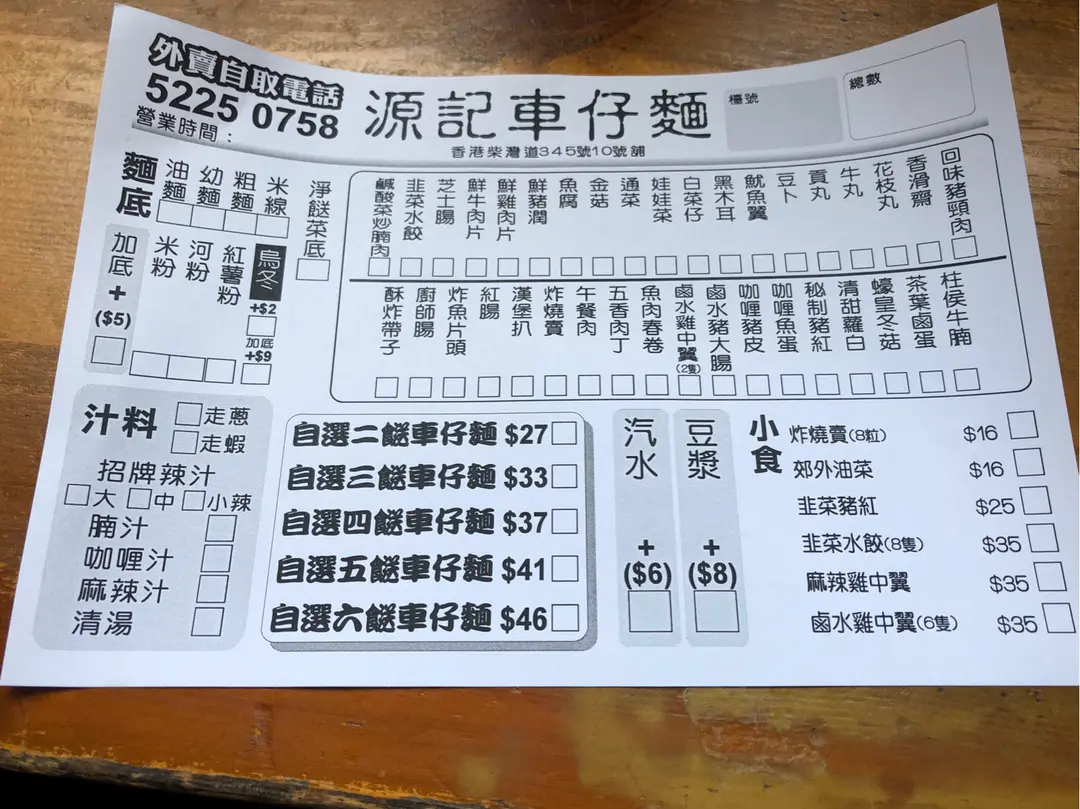 外賣自取電話
5225 0758
營業時間：
源記車仔麵
香港柴灣道345號10號舖
檯號
總數
麵底
油麵
幼麵
粗麵
米線
淨餸菜底
加底+($5)
米粉
河粉
紅薯粉
烏冬
+$2
加底
+$9
鹹酸菜炒腩肉
韭菜水餃
芝士腸
鮮牛肉片
鮮雞肉片
鮮豬潤
魚腐
金菇
通菜
娃娃菜
白菜仔
黑木耳
魷魚翼
豆卜
貢丸
牛丸
花枝丸
香滑齋
回味豬頸肉
酥炸帶子
廚師腸
炸魚片頭
紅腸
漢堡扒
炸燒賣
午餐肉
五香肉丁
魚肉春卷
鹵水雞中翼(2隻)
鹵水豬大腸
咖喱豬皮
咖喱魚蛋
秘制豬紅
清甜蘿白
蠔皇冬菇
茶葉鹵蛋
柱侯牛腩
汁料
走蔥
走蝦
招牌辣汁
大 中 小辣
腩汁
咖喱汁
麻辣汁
清湯
自選二餸車仔麵 $27
自選三餸車仔麵 $33
自選四餸車仔麵 $37
自選五餸車仔麵 $41
自選六餸車仔麵 $46
汽水
+
($6)
豆漿
+
($8)
小食
炸燒賣(8粒) $16
郊外油菜 $16
韭菜豬紅 $25
韭菜水餃(8隻) $35
麻辣雞中翼 $35
鹵水雞中翼(6隻) $35